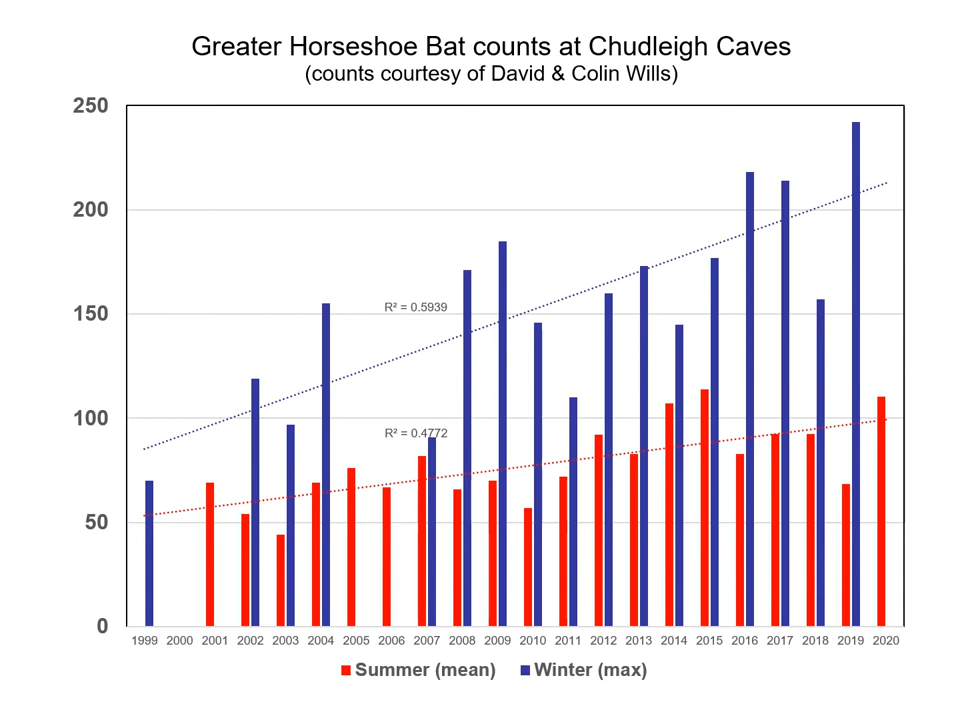 Greater Horseshoe Bat counts at Chudleigh Caves
(counts courtesy of David & Colin Wills)
250
200
150
100
50
0
R² = 0.5939
R² = 0.4772
1999 2000 2001 2002 2003 2004 2005 2006 2007 2008 2009 2010 2011 2012 2013 2014 2015 2016 2017 2018 2019 2020
Summer (mean) Winter (max)